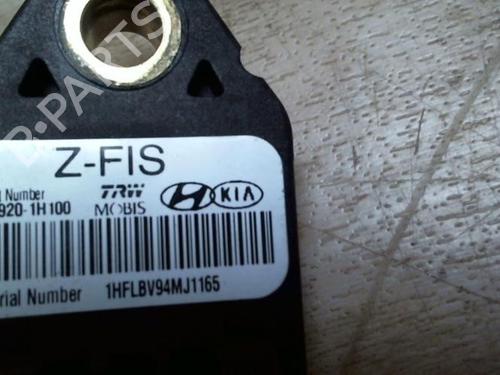 B-PARTS
Z-FIS
Number TRW
920-1H100 MOBIS KIA
rial Number 1HFLBV94MJ1165